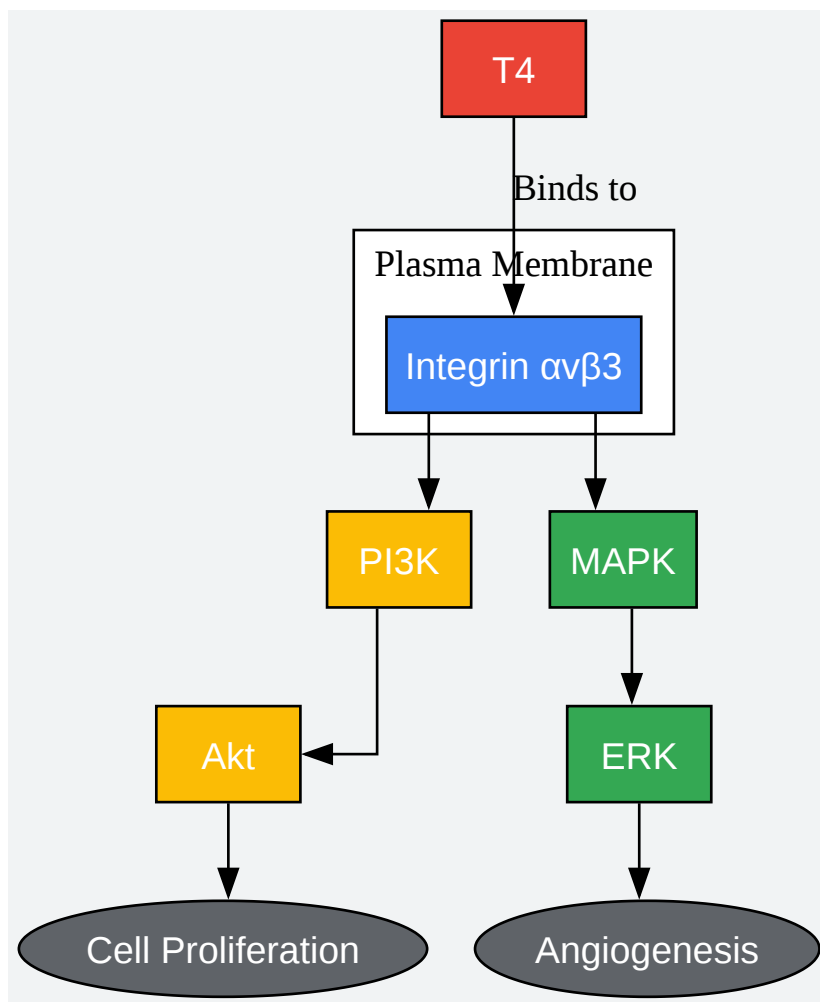 T4
Binds to
Plasma Membrane
Integrin αvβ3
PI3K
MAPK
Akt
ERK
Cell Proliferation
Angiogenesis